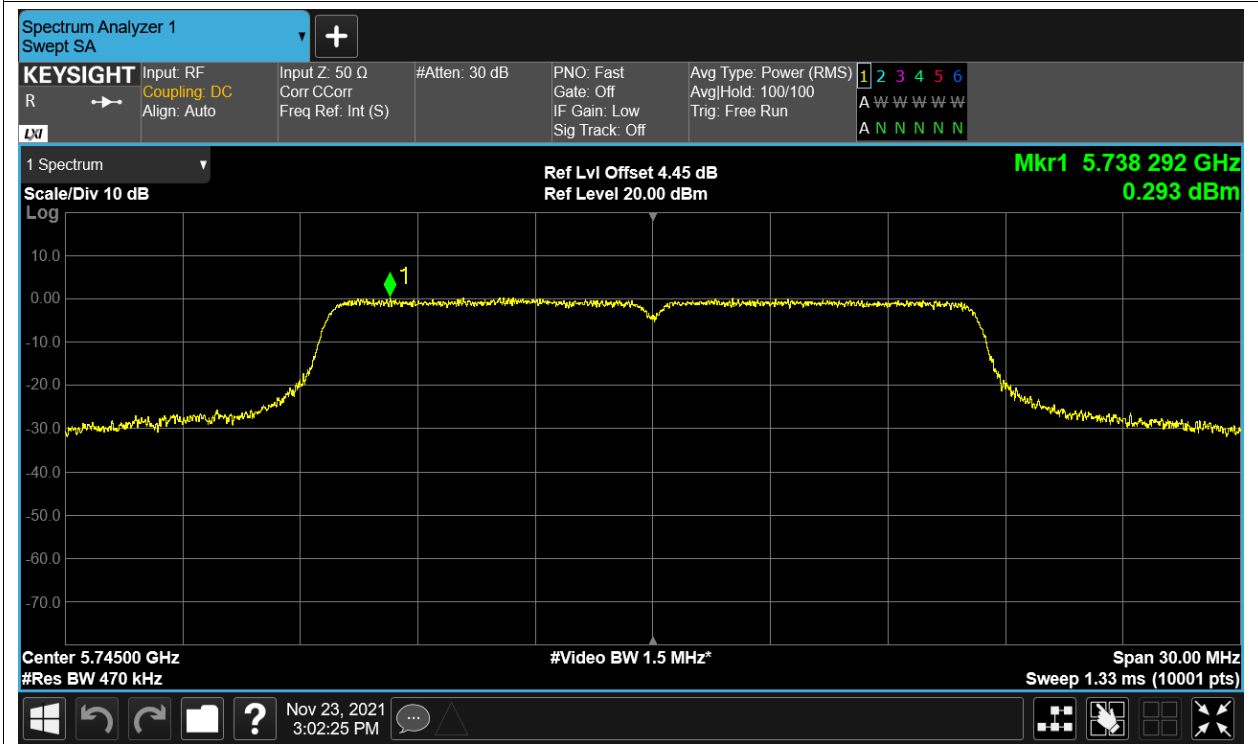 Spectrum Analyzer 1
Swept SA
KEYSIGHT
R
LXI
Input: RF
Coupling: DC
Align: Auto
Input Z: 50 Ω
Corr CCorr
Freq Ref: Int (S)
#Atten: 30 dB
PNO: Fast
Gate: Off
IF Gain: Low
Sig Track: Off
Avg Type: Power (RMS)
Avg|Hold: 100/100
Trig: Free Run
1 2 3 4 5 6
A W W W W W
A N N N N N
1 Spectrum
Scale/Div 10 dB
Log
Ref Lvl Offset 4.45 dB
Ref Level 20.00 dBm
Mkr1 5.738 292 GHz
0.293 dBm
1
10.0
0.00
-10.0
-20.0
-30.0
-40.0
-50.0
-60.0
-70.0
Center 5.74500 GHz
#Res BW 470 kHz
#Video BW 1.5 MHz*
Span 30.00 MHz
Sweep 1.33 ms (10001 pts)
?
Nov 23, 2021
3:02:25 PM